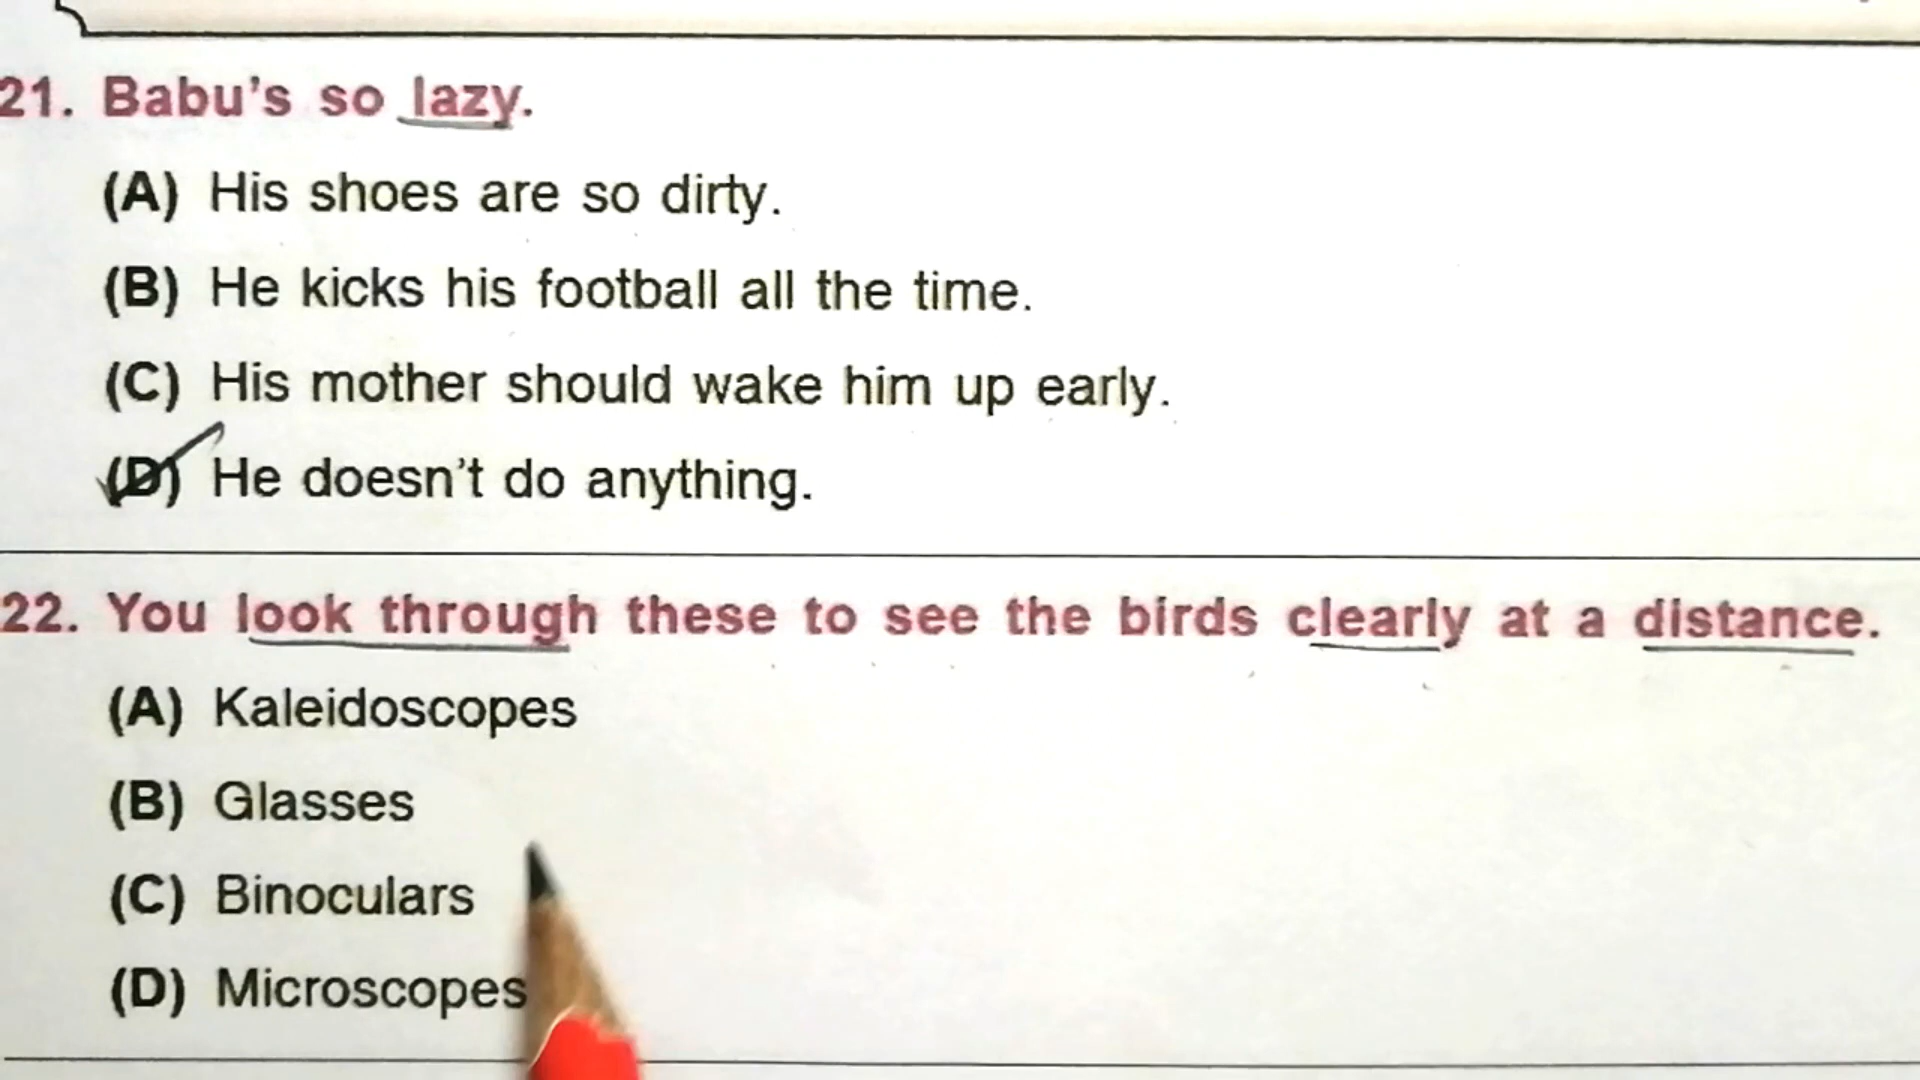 21. Babu's so lazy.
(A) His shoes are so dirty.
(B) He kicks his football all the time.
(C) His mother should wake him up early.
(D) He doesn't do anything.
22. You look through these to see the birds clearly at a distance.
(A) Kaleidoscopes
(B) Glasses
(C) Binoculars
(D) Microscopes